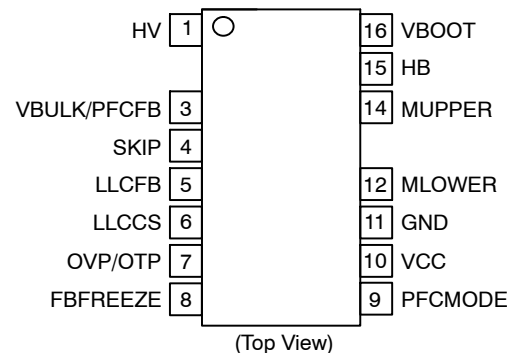 HV 1 16 VBOOT
15 HB
VBULK/PFCFB 3 14 MUPPER
SKIP 4
LLCFB 5 12 MLOWER
LLCCS 6 11 GND
OVP/OTP 7 10 VCC
FBFREEZE 8 9 PFCMODE
(Top View)